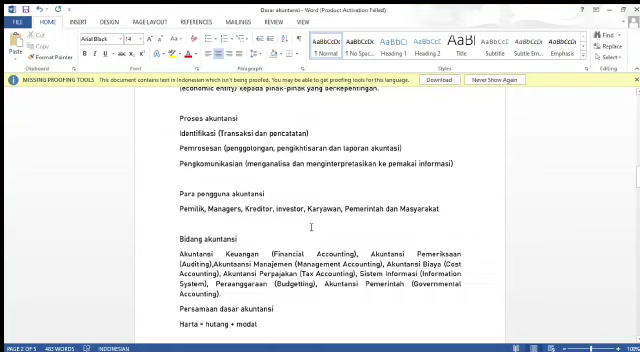 Dasar akuntansi - Word (Product Activation Failed)
FILE HOME INSERT DESIGN PAGE LAYOUT REFERENCES MAILINGS REVIEW VIEW
Cut
Copy
Format Painter
Paste
Arial Black 14
AaBbCcDc AaBbCcDc AaBbCc AaBbCcC AaBl AaBbCcC AaBbCcDc AaBbCcDc
¶ Normal ¶ No Spac... Heading 1 Heading 2 Title Subtitle Subtle Em... Emphasis
Find
Replace
Select
Clipboard Font Paragraph Styles Editing
MISSING PROOFING TOOLS This document contains text in Indonesian which isn't being proofed. You may be able to get proofing tools for this language. Download Never Show Again
(economic entity) kepada pihak-pihak yang berkepentingan.
Proses akuntansi
Identifikasi (Transaksi dan pencatatan)
Pemrosesan (penggolongan, pengikhtisaran dan laporan akuntasi)
Pengkomunikasian (menganalisa dan menginterpretasikan ke pemakai informasi)
Para pengguna akuntansi
Pemilik, Managers, Kreditor, investor, Karyawan, Pemerintah dan Masyarakat
Bidang akuntansi
Akuntansi Keuangan (Financial Accounting), Akuntansi Pemeriksaan
(Auditing),Akuntaansi Manajemen (Management Accounting), Akuntansi Biaya (Cost
Accounting), Akuntansi Perpajakan (Tax Accounting), Sistem Informasi (Information
System), Peraanggaraan (Budgetting), Akuntansi Pemerintah (Governmental
Accounting).
Persamaan dasar akuntansi
Harta = hutang + modal
PAGE 2 OF 5 483 WORDS INDONESIAN 100%